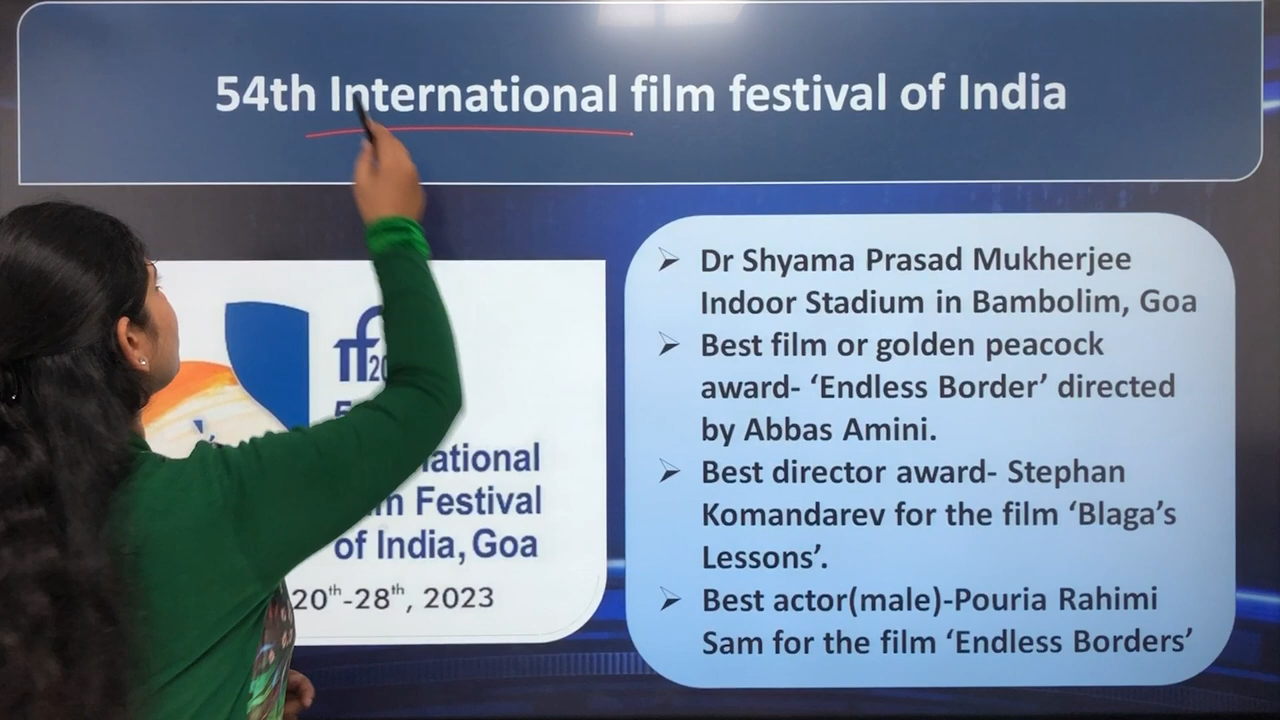 54th International film festival of India
of India, Goa
Festival
20th-28th, 2023
➢ Dr Shyama Prasad Mukherjee
Indoor Stadium in Bambolim, Goa
➢ Best film or golden peacock
award- ‘Endless Border’ directed
by Abbas Amini.
➢ Best director award- Stephan
Komandarev for the film ‘Blaga’s
Lessons’.
➢ Best actor(male)-Pouria Rahimi
Sam for the film ‘Endless Borders’